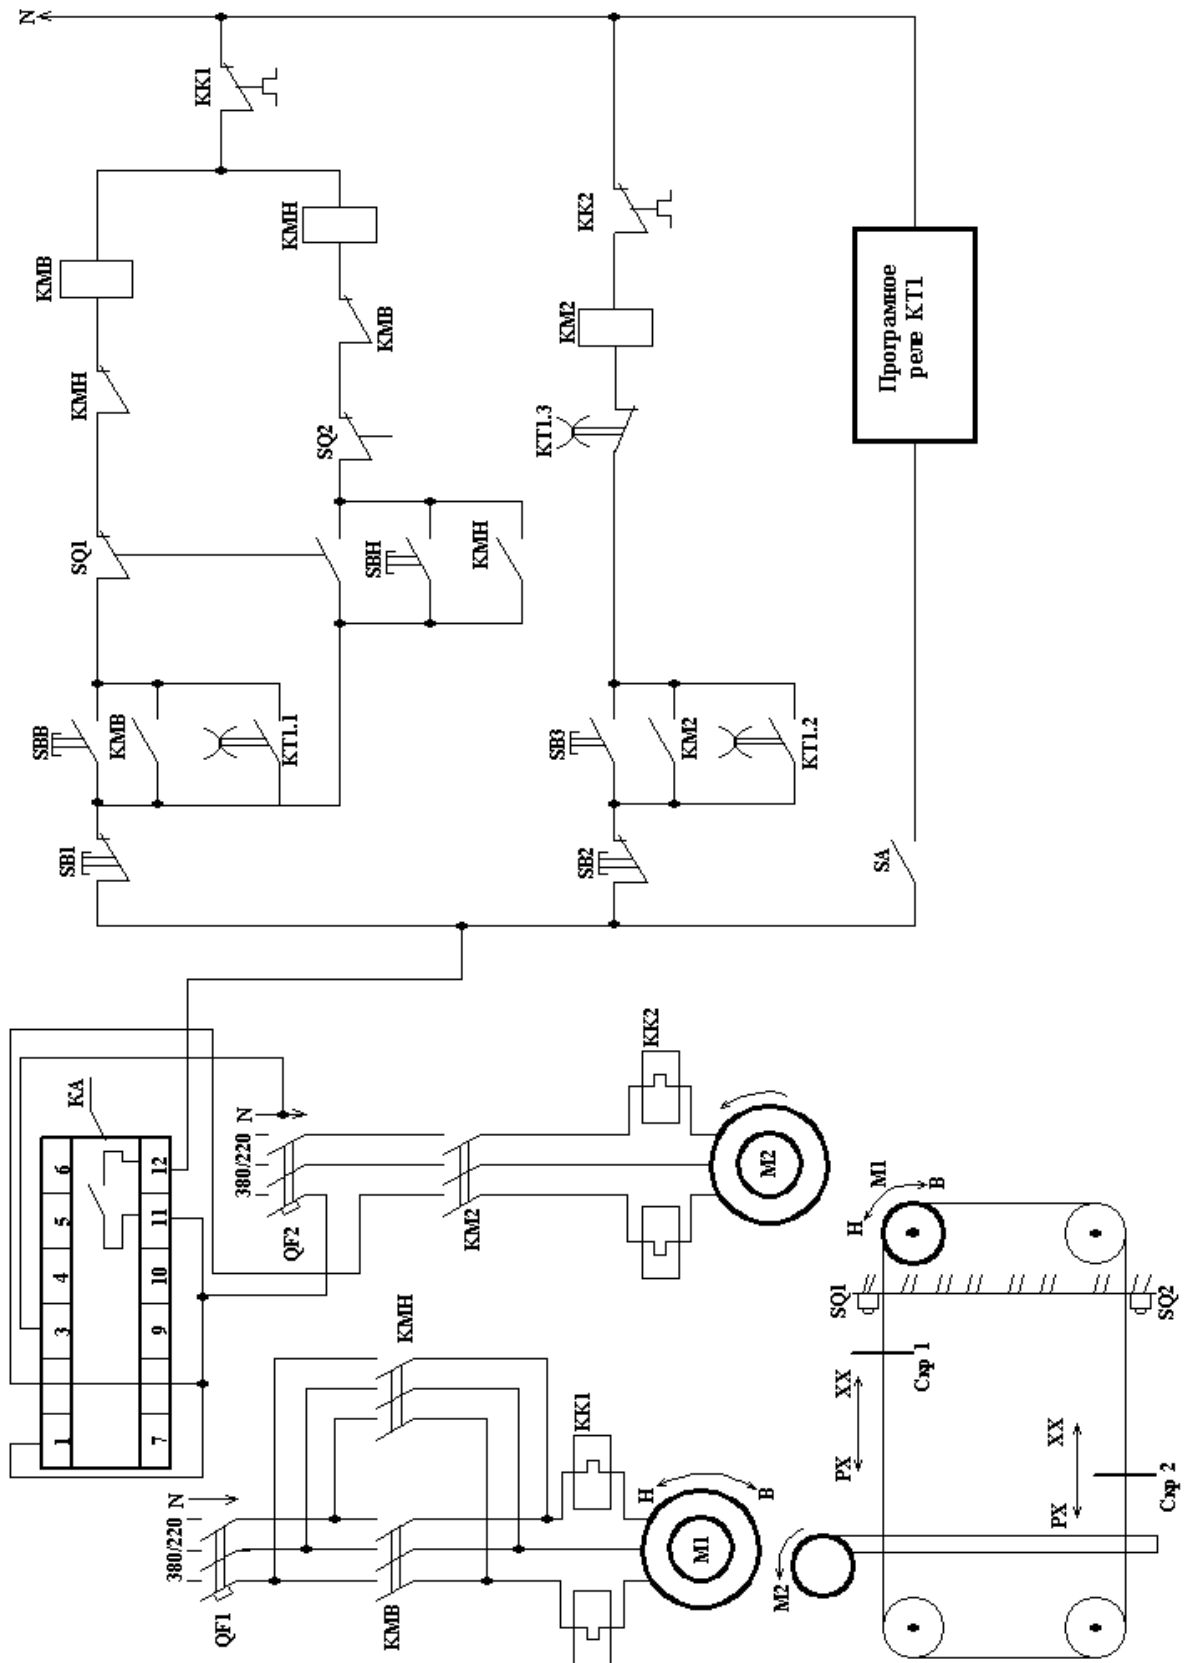 380/220 N
QF1
KMB
KMH
KK1
M1
H
B
1
3
4
5
6
7
9
10
11
12
KA
380/220 N
QF2
KM2
KK2
M2
M2
PX
XX
Скр 1
PX
XX
Скр 2
SQ1
SQ2
H
M1
B
SB1
SBB
KMB
KT1.1
SQ1
KMH
KMB
SBH
KMH
SQ2
KMB
KMH
KK1
N
SB2
SB3
KM2
KT1.2
KT1.3
KM2
KK2
SA
Програмное
реле KT1